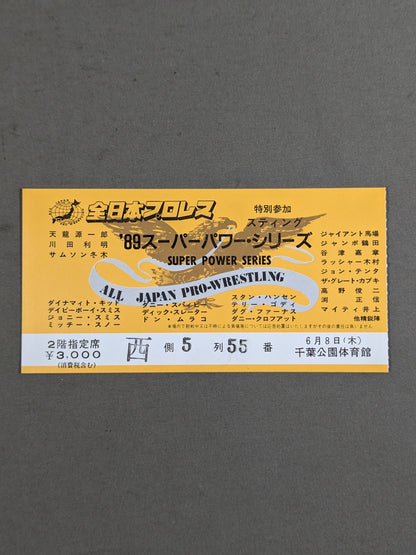 全日本プロレス
特別参加
スティング
'89スーパーパワー・シリーズ
SUPER POWER SERIES
ALL JAPAN PRO-WRESTLING
天龍源一郎
川田利明
サムソン冬木
ジャイアント馬場
ジャンボ鶴田
谷津嘉章
ラッシャー木村
ジョン・テンタ
ザ・グレート・カブキ
高野俊二
渕正信
マイティ井上
他精鋭陣
ダイナマイト・キッド
デイビーボーイ・スミス
ジョニー・スミス
ミッチー・スノー
ダニー・スパイビー
ディック・スレーター
ドン・ムラコ
スタン・ハンセン
テリー・ゴディ
ダグ・ファーナス
ダニー・クロファット
2階指定席
¥3,000
(消費税含む)
西 側 5 列 55 番
6月8日(木)
千葉公園体育館